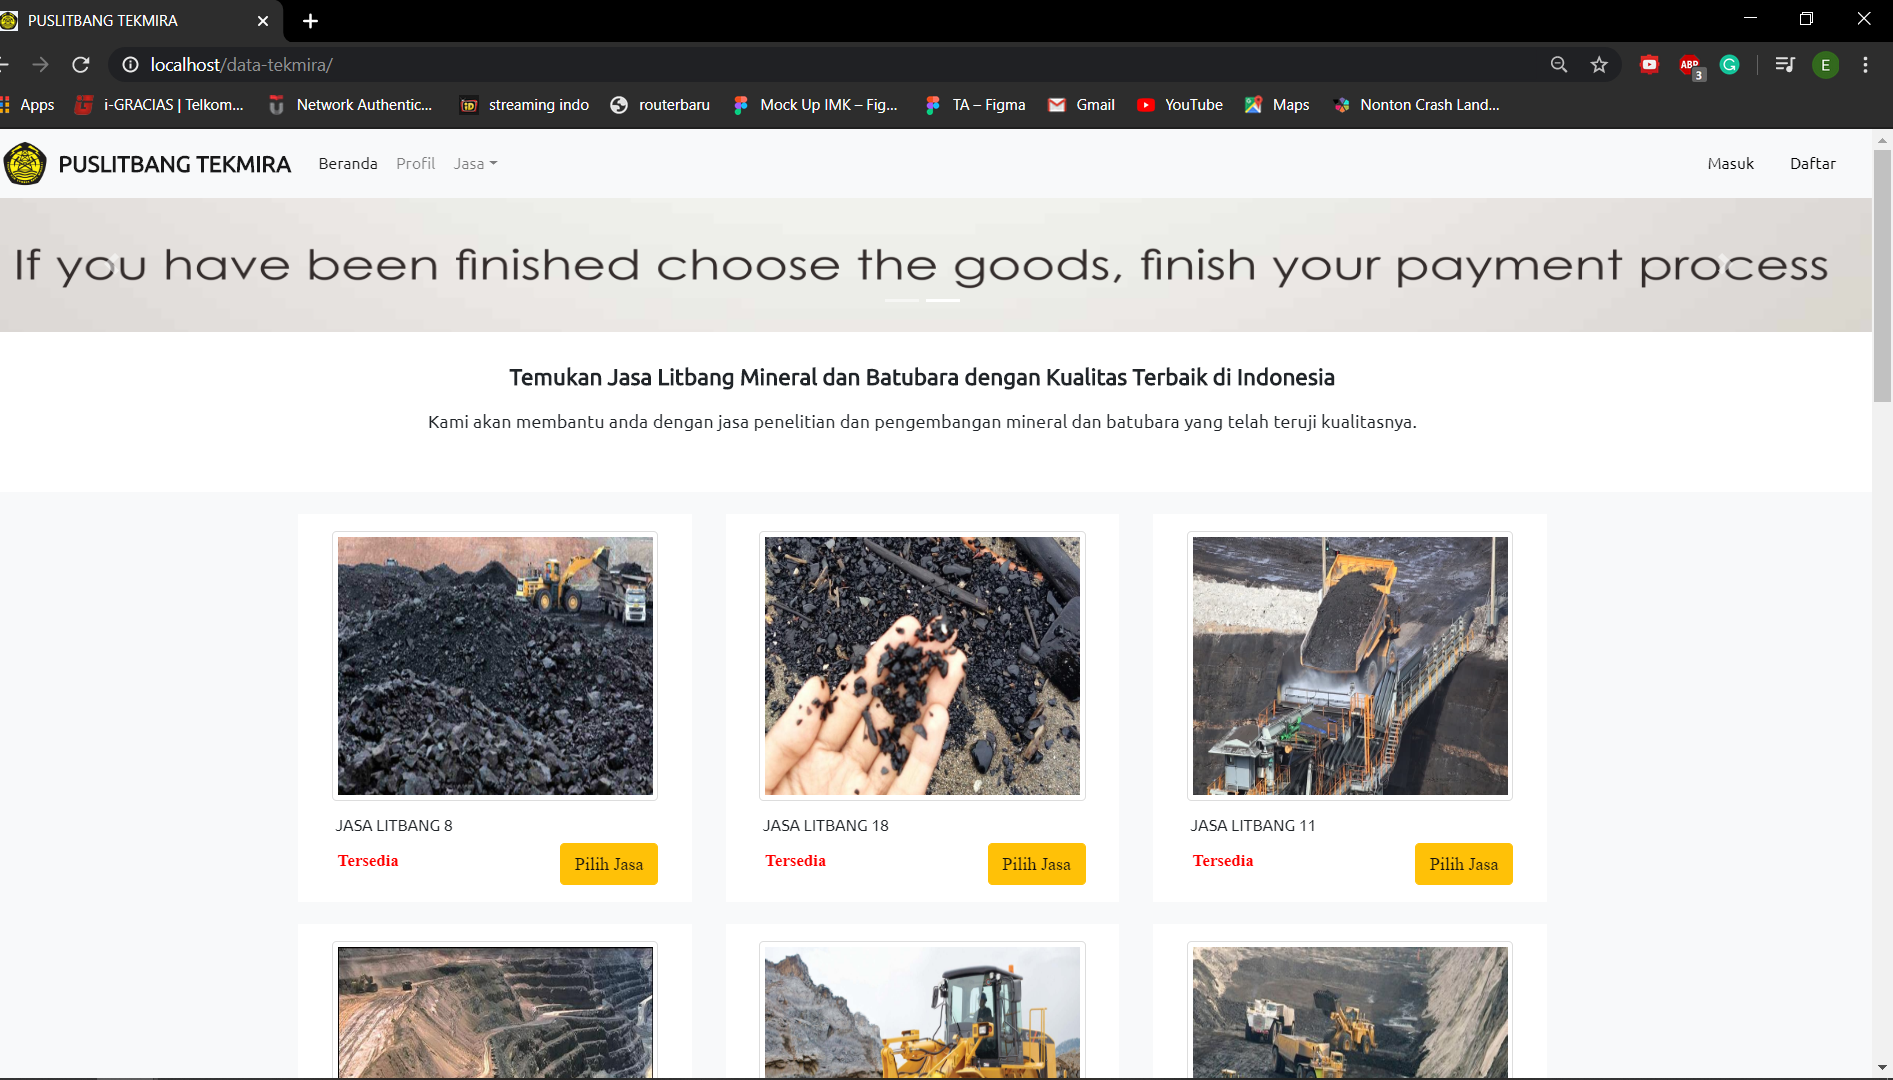 PUSLITBANG TEKMIRA
localhost/data-tekmira/
ABP 3
E
Apps i-GRACIAS | Telkom... Network Authentic... streaming indo routerbaru Mock Up IMK – Fig... TA – Figma Gmail YouTube Maps Nonton Crash Land...
PUSLITBANG TEKMIRA Beranda Profil Jasa Masuk Daftar
If you have been finished choose the goods, finish your payment process
Temukan Jasa Litbang Mineral dan Batubara dengan Kualitas Terbaik di Indonesia
Kami akan membantu anda dengan jasa penelitian dan pengembangan mineral dan batubara yang telah teruji kualitasnya.
JASA LITBANG 8
Tersedia Pilih Jasa
JASA LITBANG 18
Tersedia Pilih Jasa
JASA LITBANG 11
Tersedia Pilih Jasa